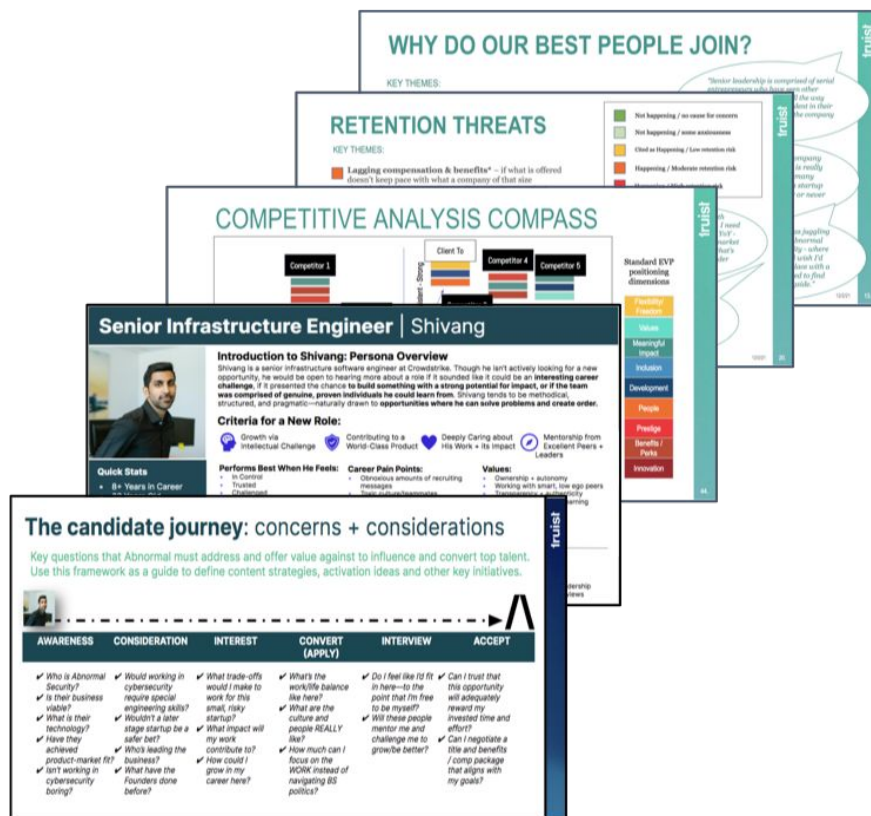 WHY DO OUR BEST PEOPLE JOIN?
KEY THEMES:
"Senior leadership is comprised of serial
truist
RETENTION THREATS
KEY THEMES:
Lagging compensation & benefits* – if what is offered
doesn't keep pace with what a company of that size
Not happening / no cause for concern
Not happening / some anxiousness
Cited as Happening / Low retention risk
Happening / Moderate retention risk
truist
COMPETITIVE ANALYSIS COMPASS
Competitor 1
Client To
Competitor 4
Competitor 5
Standard EVP
positioning
dimensions
Flexibility/
Freedom
Values
Meaningful
Impact
Inclusion
Development
People
Prestige
Benefits /
Perks
Innovation
truist
44.
Senior Infrastructure Engineer | Shivang
Introduction to Shivang: Persona Overview
Shivang is a senior infrastructure software engineer at Crowdstrike. Though he isn't actively looking for a new
opportunity, he would be open to hearing more about a role if it sounded like it could be an interesting career
challenge, if it presented the chance to build something with a strong potential for impact, or if the team
was comprised of genuine, proven individuals he could learn from. Shivang tends to be methodical,
structured, and pragmatic—naturally drawn to opportunities where he can solve problems and create order.
Criteria for a New Role:
Growth via
Intellectual Challenge
Contributing to a
World-Class Product
Deeply Caring about
His Work + its Impact
Mentorship from
Excellent Peers +
Leaders
Quick Stats
• 8+ Years in Career
Performs Best When He Feels:
• In Control
• Trusted
• Challenged
Career Pain Points:
• Obnoxious amounts of recruiting
messages
Values:
• Ownership + autonomy
• Working with smart, low ego peers
The candidate journey: concerns + considerations
Key questions that Abnormal must address and offer value against to influence and convert top talent.
Use this framework as a guide to define content strategies, activation ideas and other key initiatives.
truist
AWARENESS
✔ Who is Abnormal
Security?
✔ Is their business
viable?
✔ What is their
technology?
✔ Have they
achieved
product-market fit?
✔ Isn't working in
cybersecurity
boring?
CONSIDERATION
✔ Would working in
cybersecurity
require special
engineering skills?
✔ Wouldn't a later
stage startup be a
safer bet?
✔ Who's leading the
business?
✔ What have the
Founders done
before?
INTEREST
✔ What trade-offs
would I make to
work for this
small, risky
startup?
✔ What impact will
my work
contribute to?
✔ How could I
grow in my
career here?
CONVERT
(APPLY)
✔ What's the
work/life balance
like here?
✔ What are the
culture and
people REALLY
like?
✔ How much can I
focus on the
WORK instead of
navigating BS
politics?
INTERVIEW
✔ Do I feel like I'd fit
in here—to the
point that I'm free
to be myself?
✔ Will these people
mentor me and
challenge me to
grow/be better?
ACCEPT
✔ Can I trust that
this opportunity
will adequately
reward my
invested time and
effort?
✔ Can I negotiate a
title and benefits
/ comp package
that aligns with
my goals?